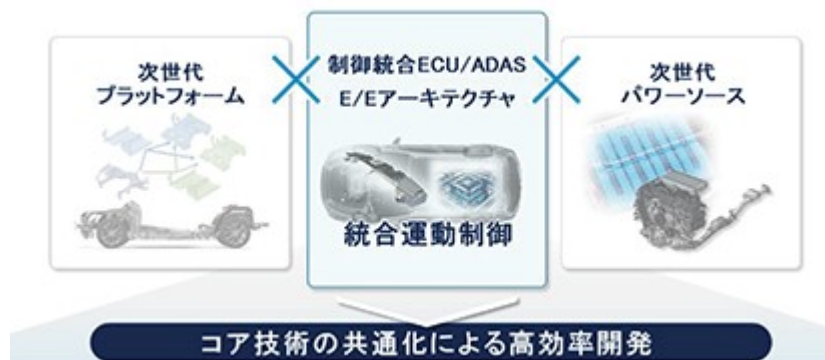 次世代
プラットフォーム
制御統合ECU/ADAS
E/Eアーキテクチャ
統合運動制御
次世代
パワーソース
コア技術の共通化による高効率開発